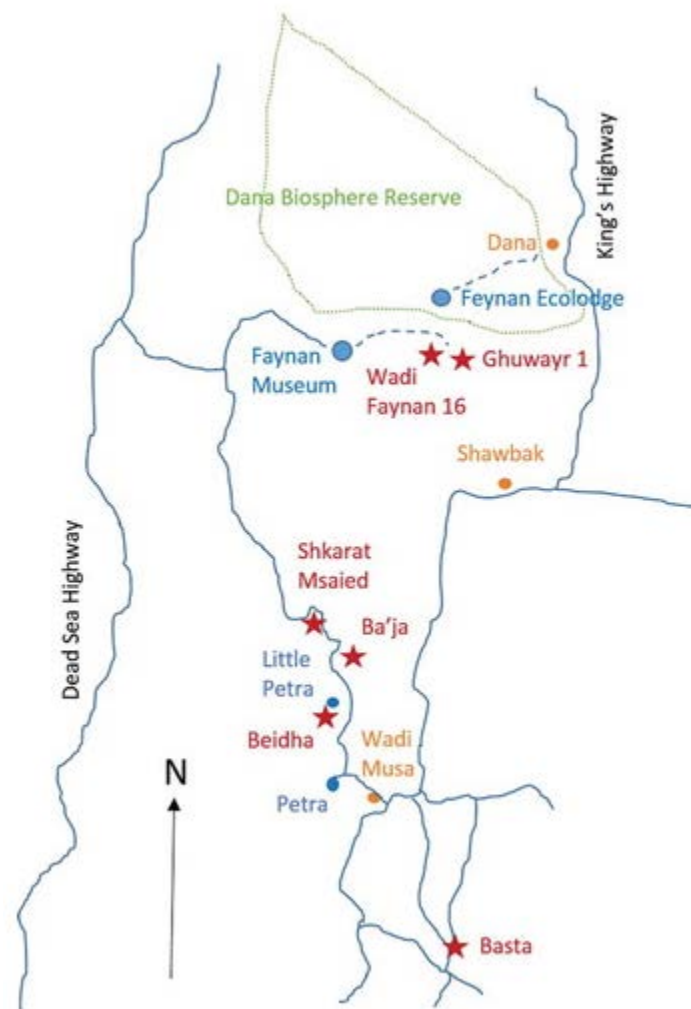 King's Highway
Dana Biosphere Reserve
Dana
Feynan Ecolodge
Faynan
Museum
Wadi
Faynan 16
Ghuwayr 1
Shawbak
Dead Sea Highway
Shkarat
Msaied
Ba'ja
Little
Petra
Beidha
Wadi
Musa
N
Petra
Basta